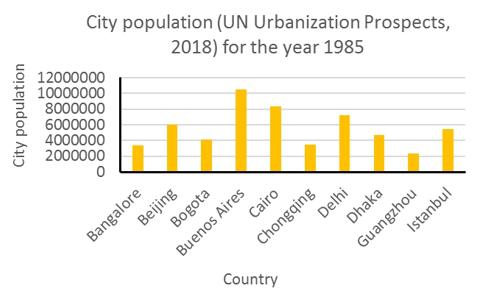 City population (UN Urbanization Prospects,
2018) for the year 1985
City population
12000000
10000000
8000000
6000000
4000000
2000000
0
Bangalore
Beijing
Bogota
Buenos Aires
Cairo
Chongqing
Delhi
Dhaka
Guangzhou
Istanbul
Country